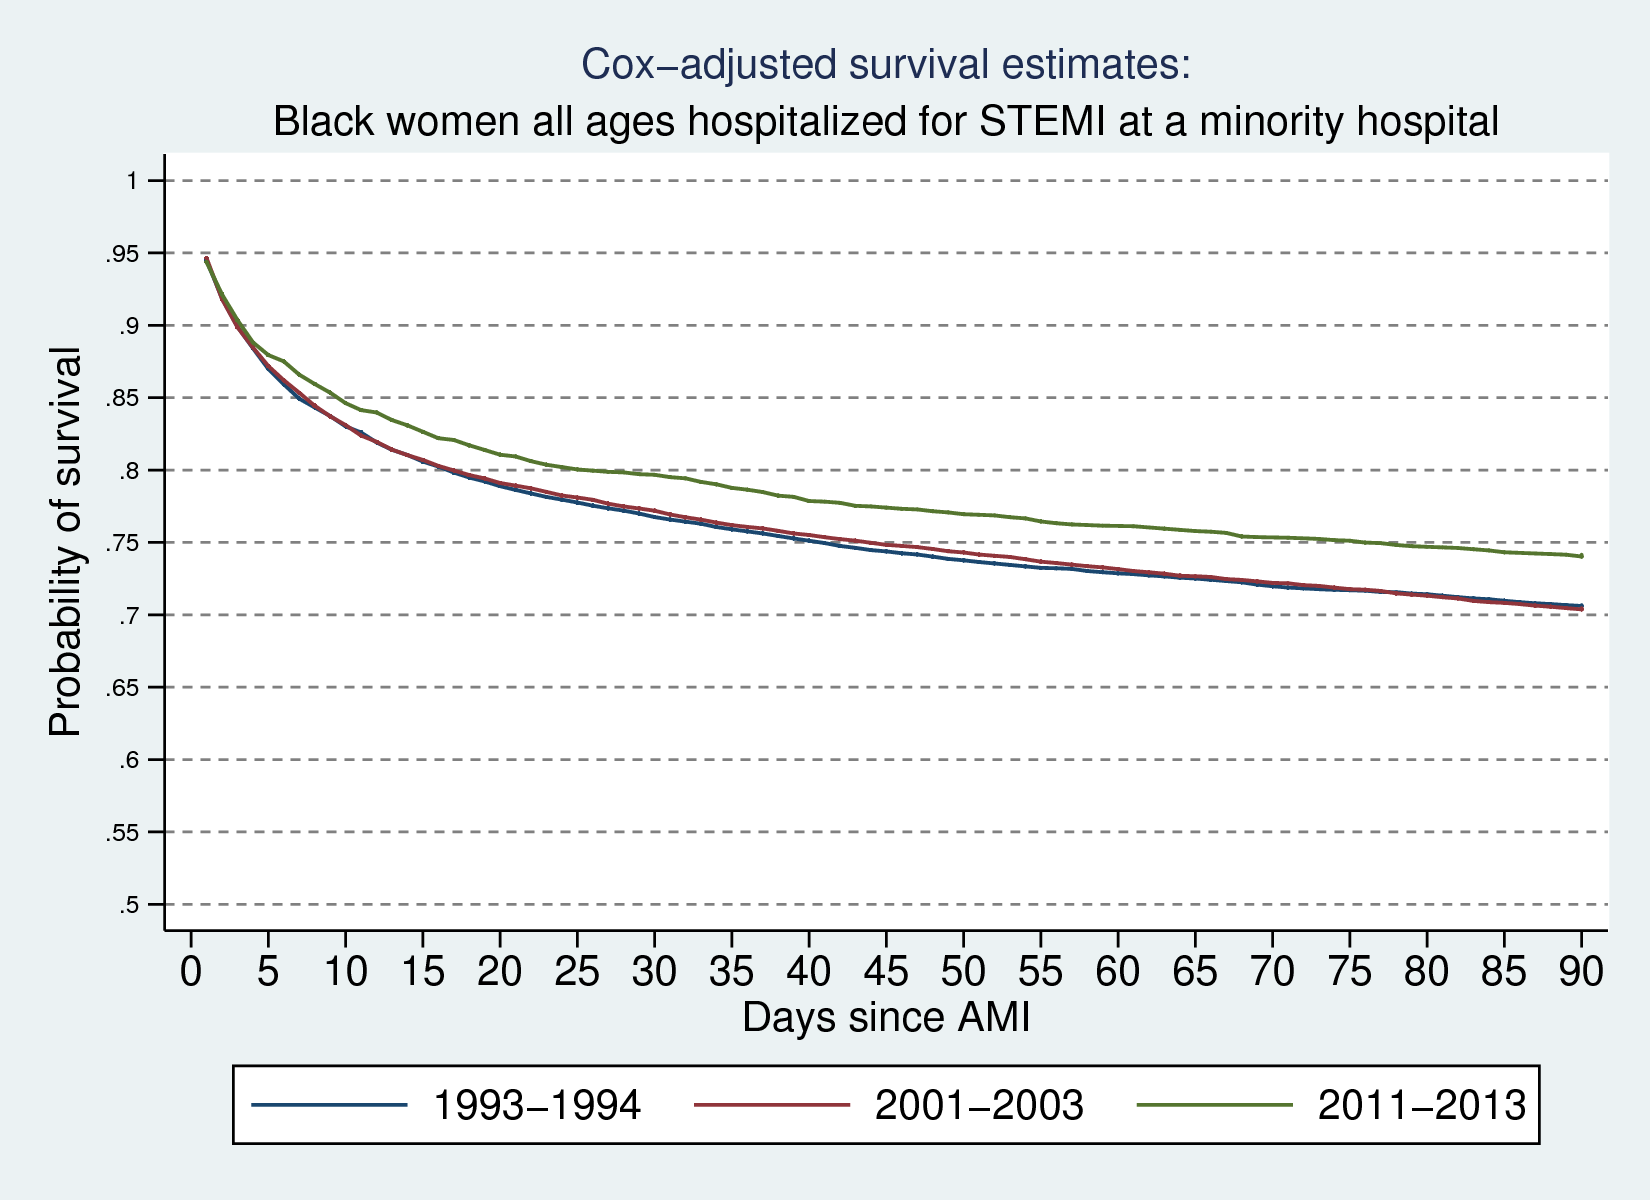 Cox–adjusted survival estimates:
Black women all ages hospitalized for STEMI at a minority hospital
Probability of survival
1
.95
.9
.85
.8
.75
.7
.65
.6
.55
.5
0 5 10 15 20 25 30 35 40 45 50 55 60 65 70 75 80 85 90
Days since AMI
1993–1994 2001–2003 2011–2013